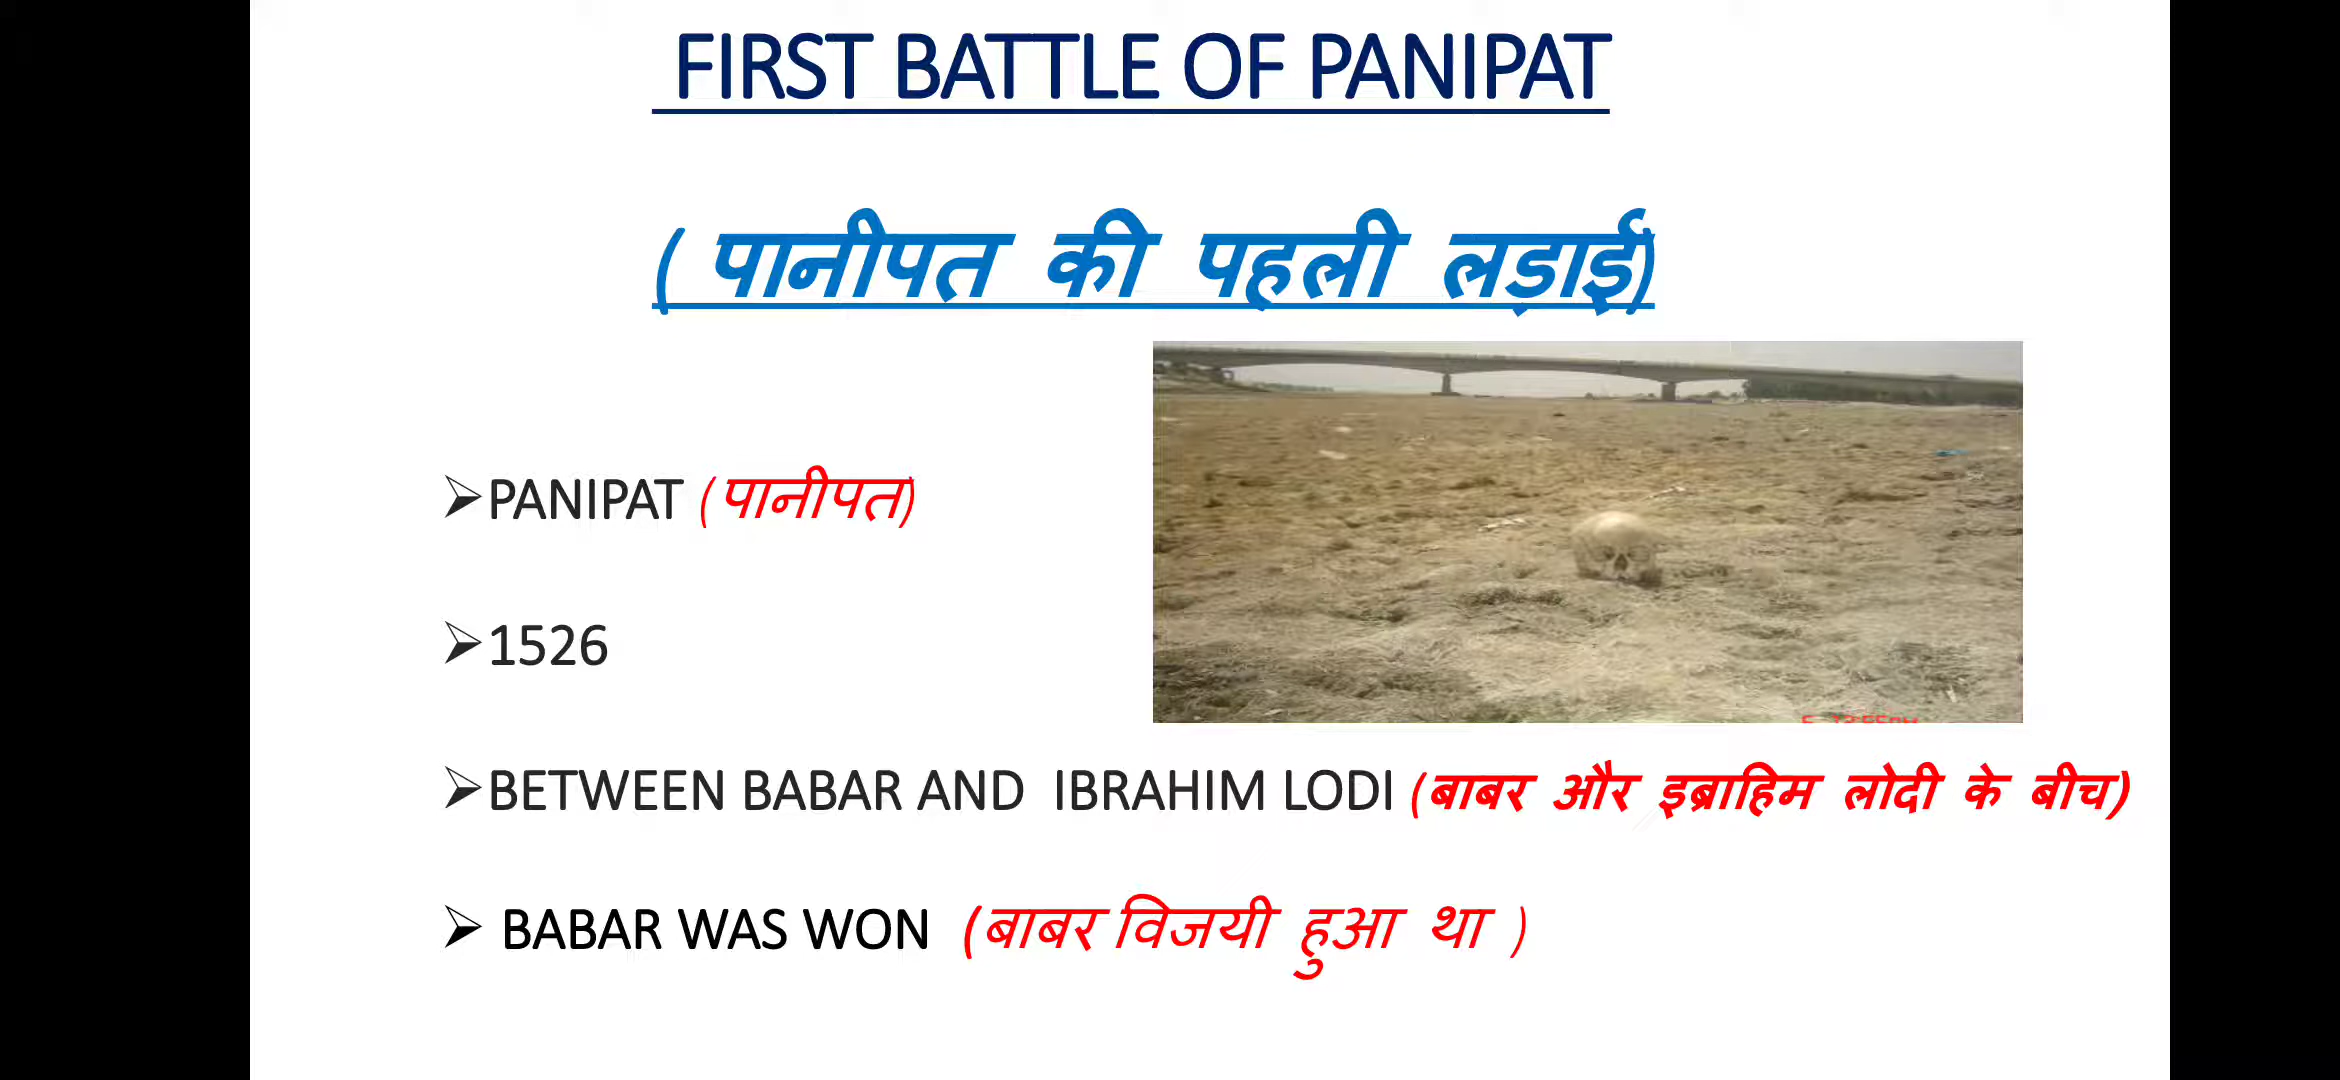 FIRST BATTLE OF PANIPAT
( पानीपत की पहली लडाई)
➢PANIPAT (पानीपत)
➢1526
➢BETWEEN BABAR AND IBRAHIM LODI (बाबर और इब्राहिम लोदी के बीच)
➢ BABAR WAS WON (बाबर विजयी हुआ था )